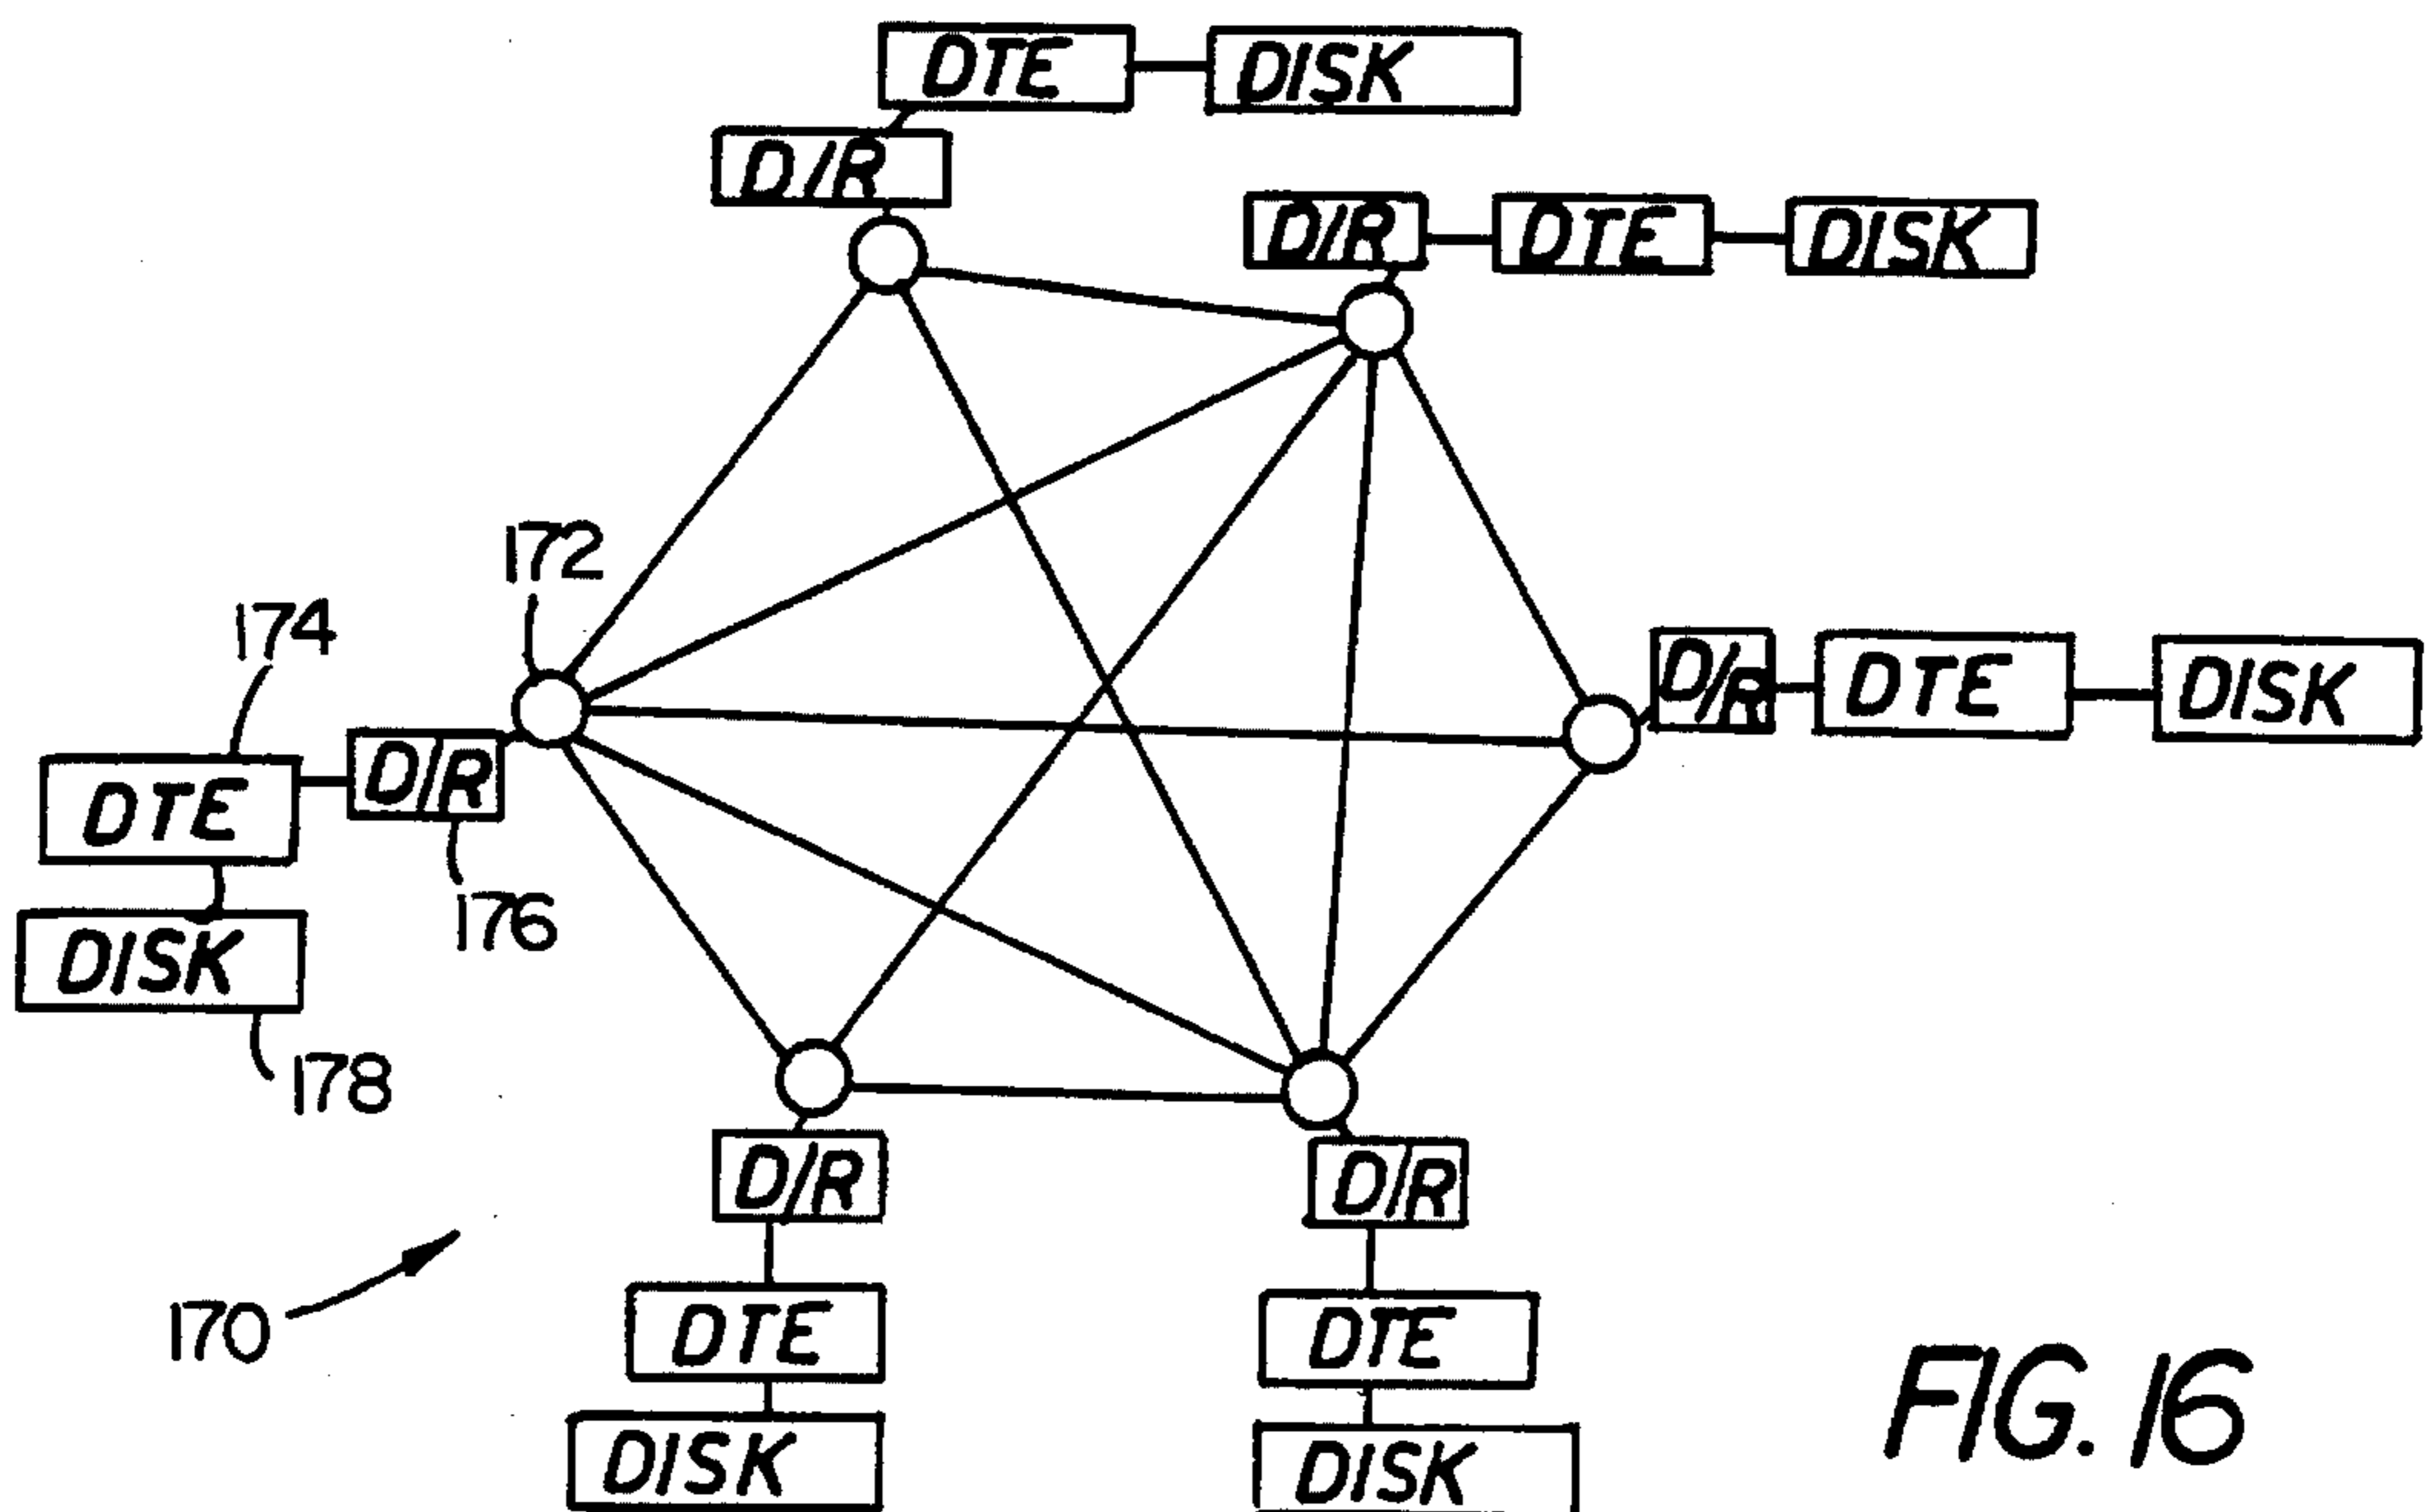 DTE DISK
D/R
D/R DTE DISK
172
174
D/R DTE DISK
DTE D/R
176
DISK
178
D/R D/R
170
DTE DTE
DISK DISK
FIG. 16